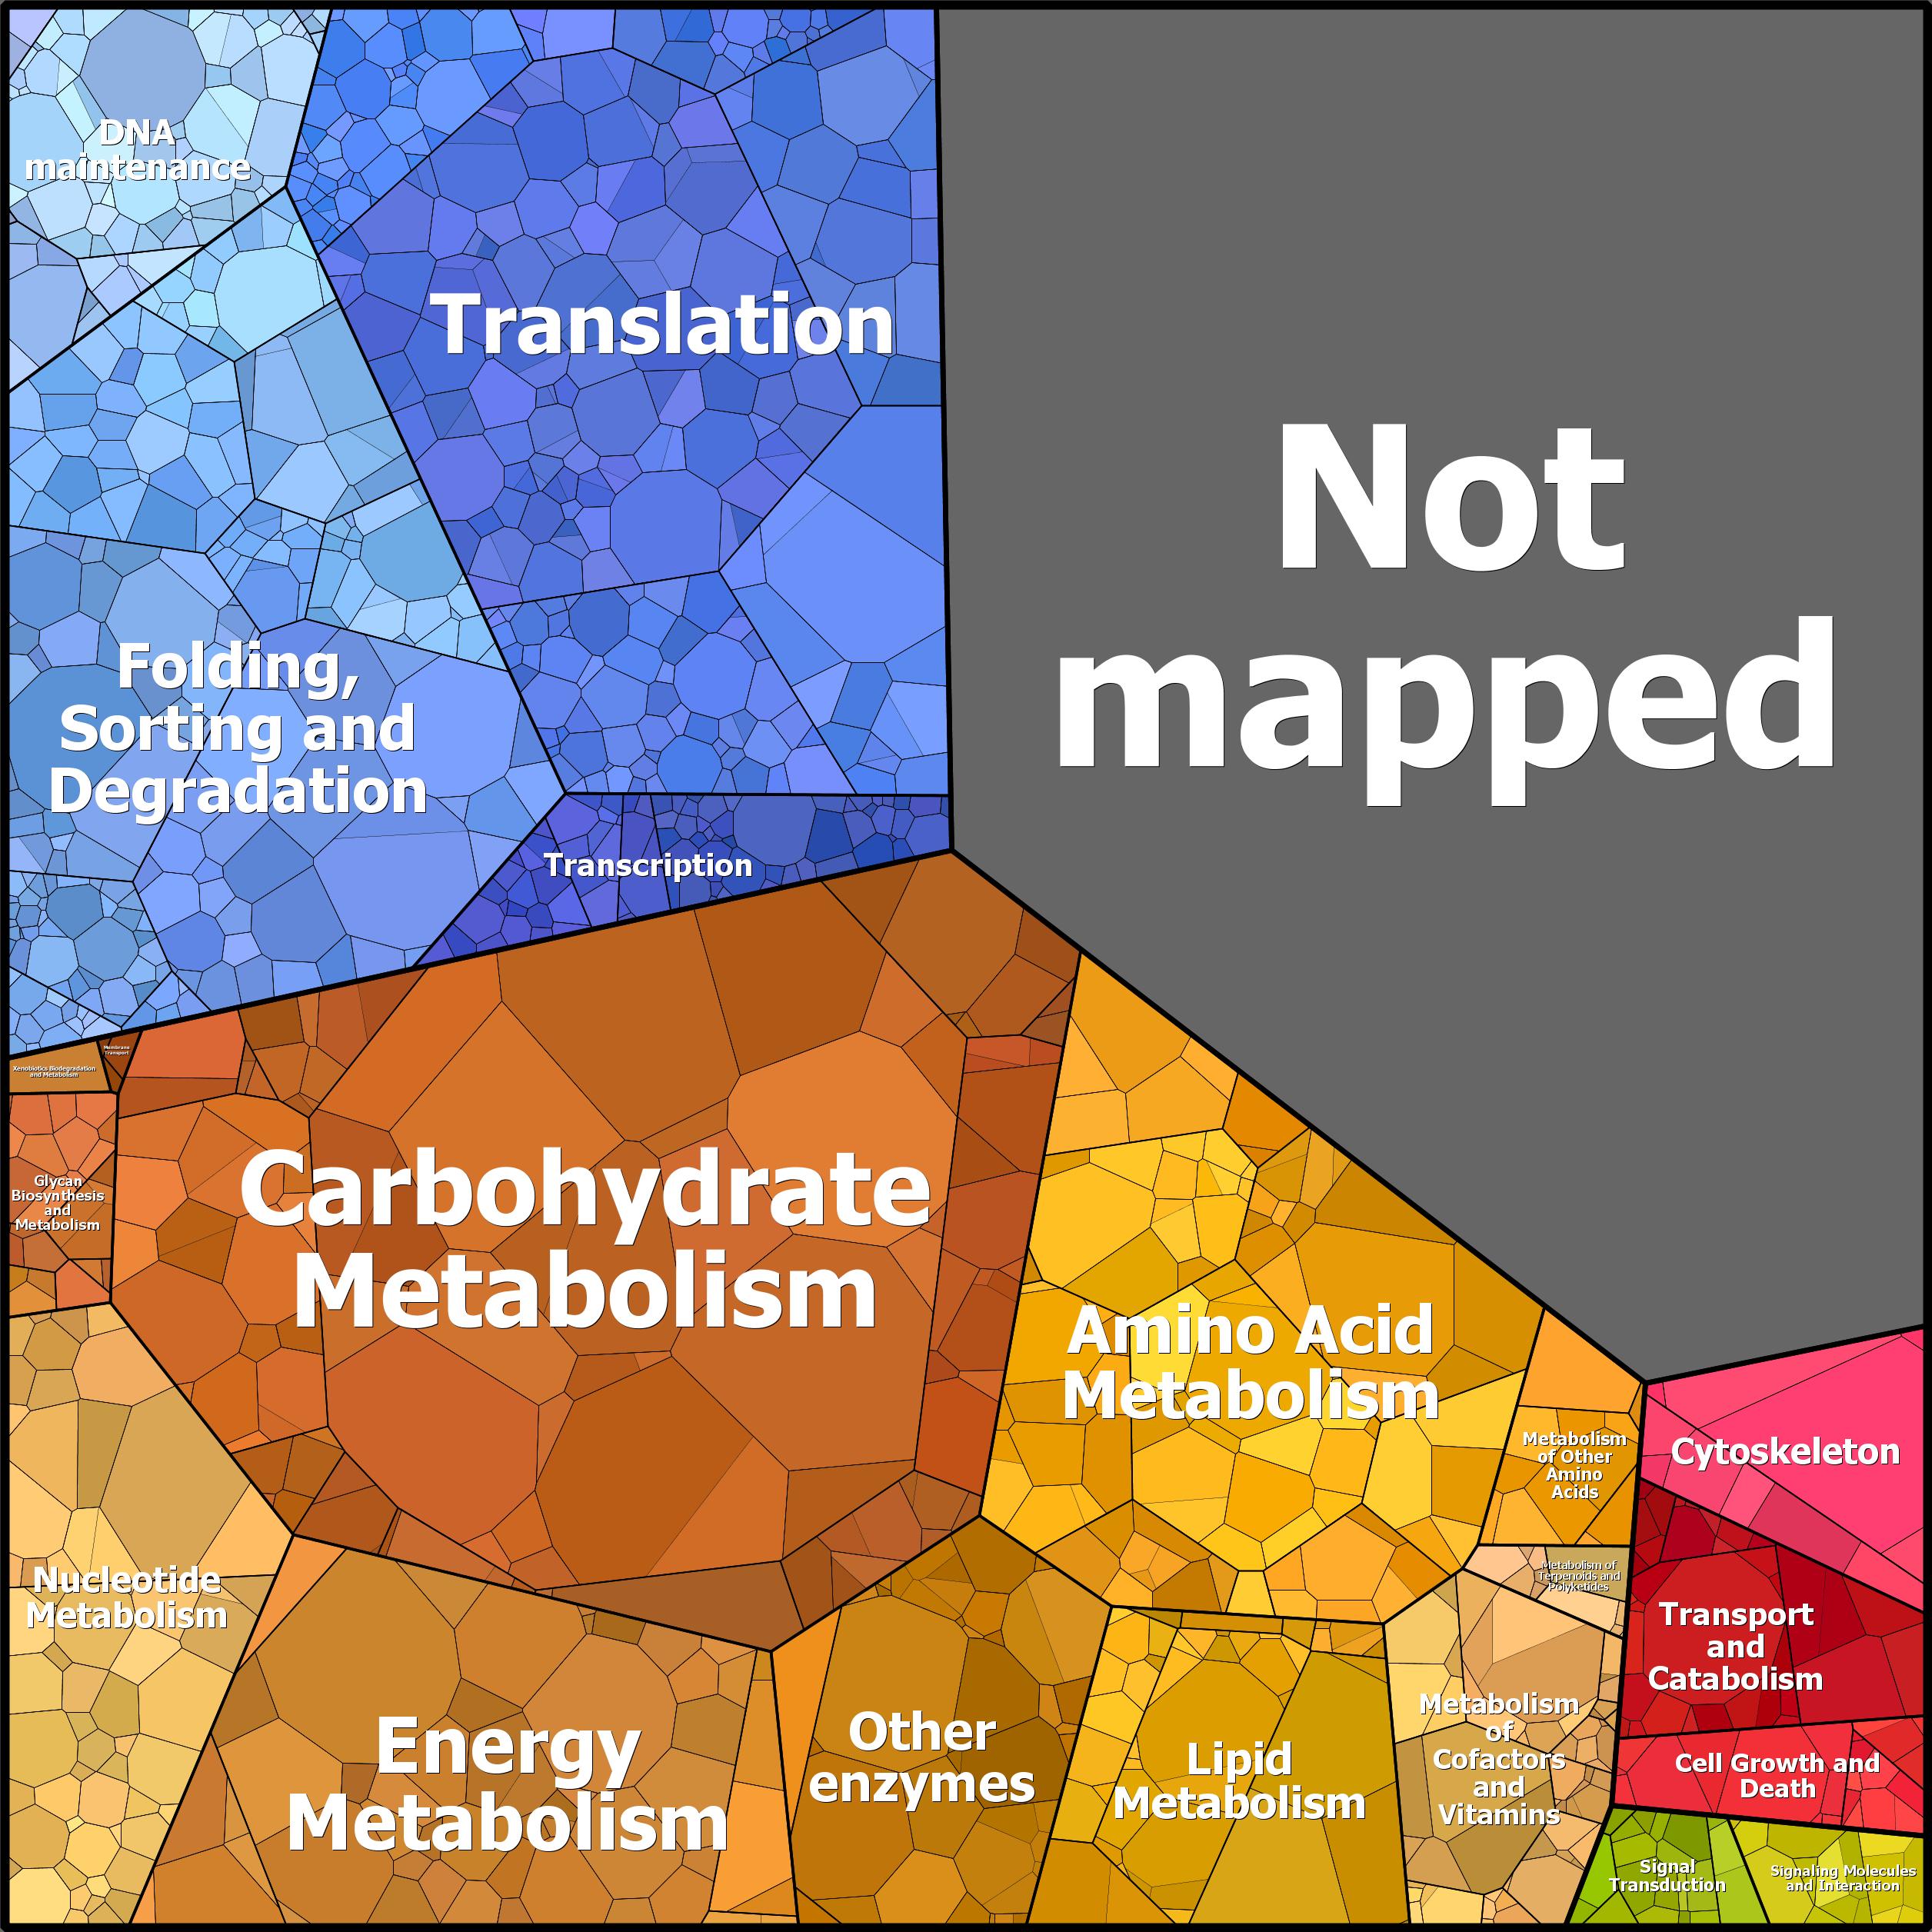 DNA
maintenance
Translation
Not
mapped
Folding,
Sorting and
Degradation
Transcription
Membrane
Transport
Xenobiotics Biodegradation
and Metabolism
Glycan
Biosynthesis
and
Metabolism
Carbohydrate
Metabolism
Amino Acid
Metabolism
Metabolism
of Other
Amino
Acids
Cytoskeleton
Nucleotide
Metabolism
Metabolism of
Terpenoids and
Polyketides
Transport
and
Catabolism
Energy
Metabolism
Other
enzymes
Lipid
Metabolism
Metabolism
of
Cofactors
and
Vitamins
Cell Growth and
Death
Signal
Transduction
Signaling Molecules
and Interaction